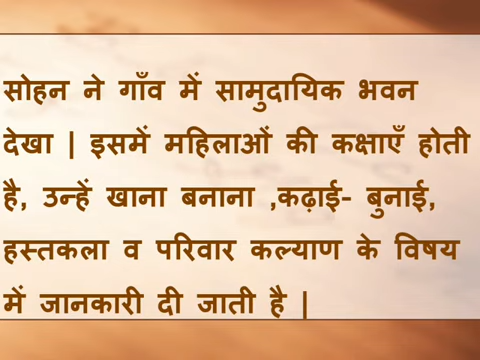 सोहन ने गाँव में सामुदायिक भवन
देखा | इसमें महिलाओं की कक्षाएँ होती
है, उन्हें खाना बनाना ,कढ़ाई- बुनाई,
हस्तकला व परिवार कल्याण के विषय
में जानकारी दी जाती है |